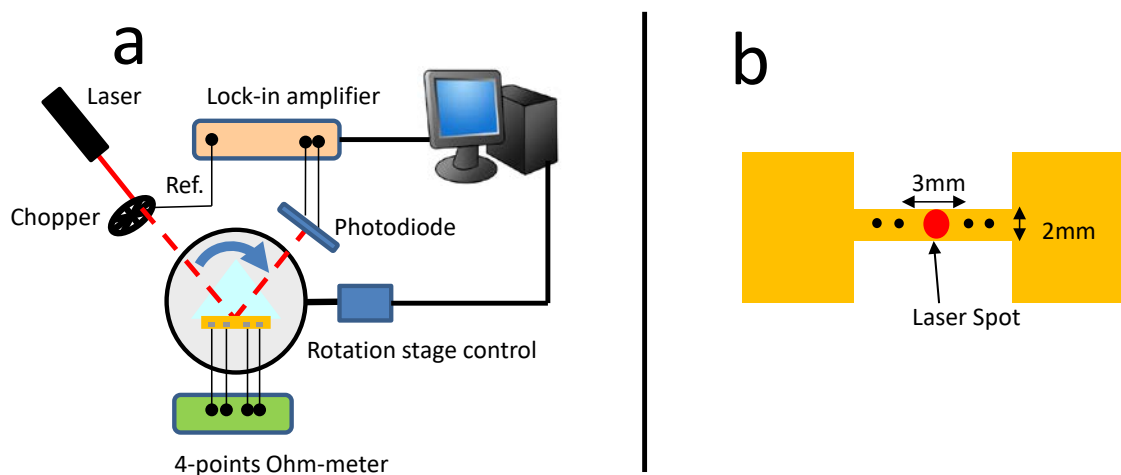 a
Laser
Lock-in amplifier
Ref.
Chopper
Photodiode
Rotation stage control
4-points Ohm-meter
b
3mm
2mm
Laser Spot